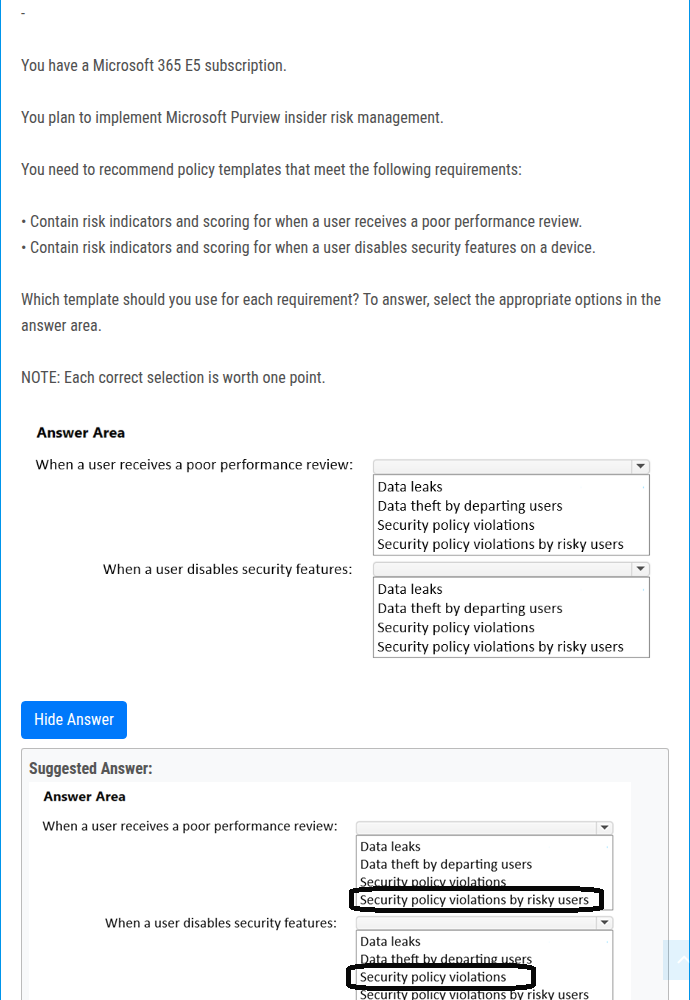 -
You have a Microsoft 365 E5 subscription.
You plan to implement Microsoft Purview insider risk management.
You need to recommend policy templates that meet the following requirements:
• Contain risk indicators and scoring for when a user receives a poor performance review.
• Contain risk indicators and scoring for when a user disables security features on a device.
Which template should you use for each requirement? To answer, select the appropriate options in the
answer area.
NOTE: Each correct selection is worth one point.
Answer Area
When a user receives a poor performance review:
Data leaks
Data theft by departing users
Security policy violations
Security policy violations by risky users
When a user disables security features:
Data leaks
Data theft by departing users
Security policy violations
Security policy violations by risky users
Hide Answer
Suggested Answer:
Answer Area
When a user receives a poor performance review:
Data leaks
Data theft by departing users
Security policy violations
Security policy violations by risky users
When a user disables security features:
Data leaks
Data theft by departing users
Security policy violations
Security policy violations by risky users